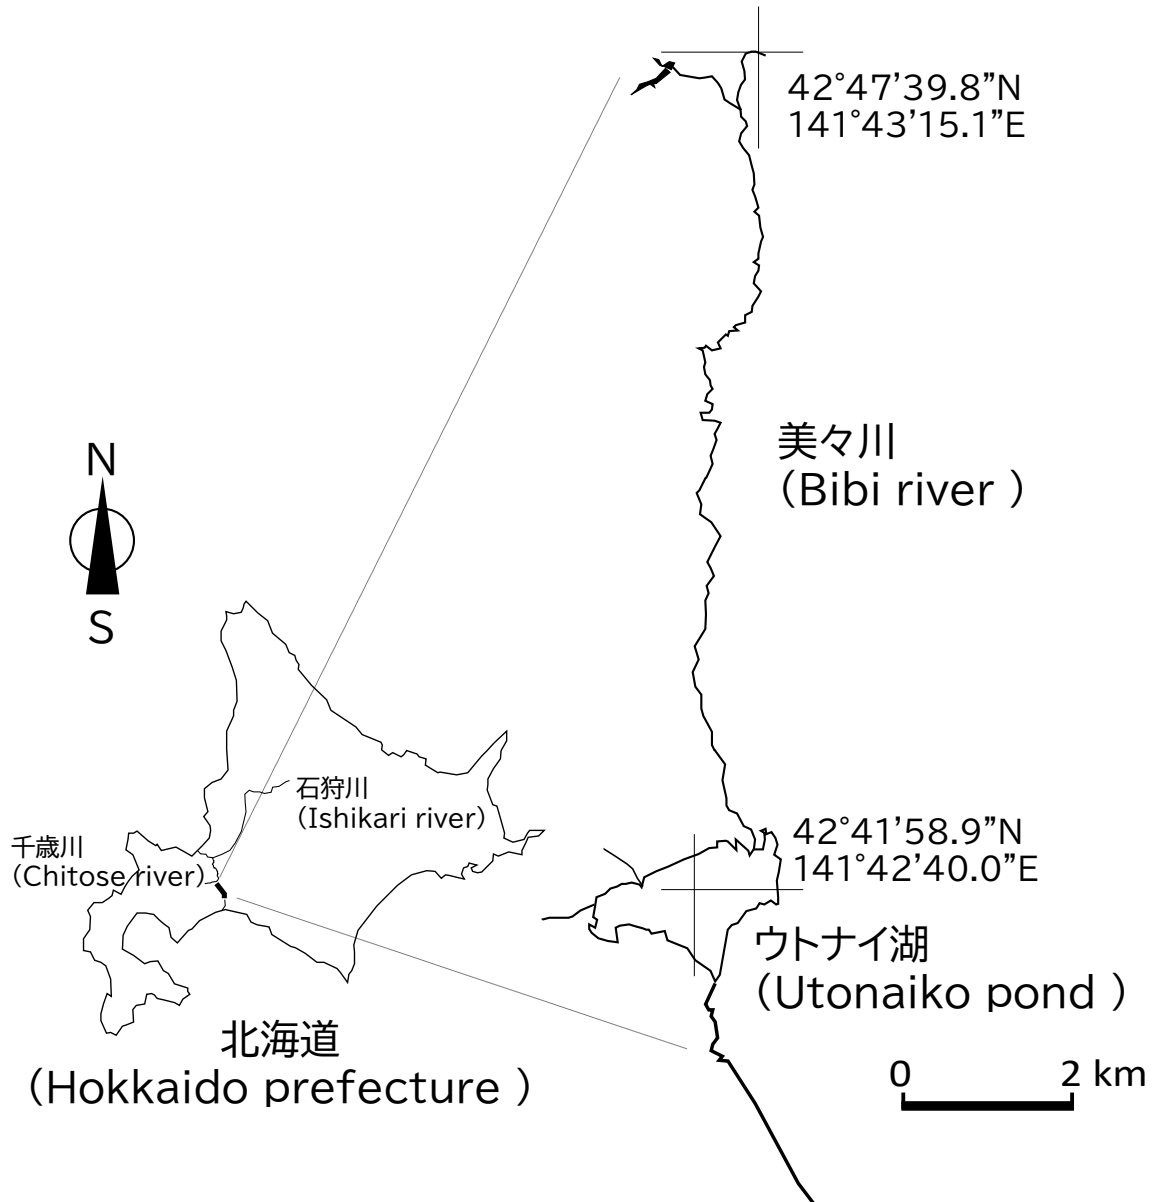 42°47’39.8”N
141°43’15.1”E
美々川
(Bibi river )
N
S
石狩川
(Ishikari river)
千歳川
(Chitose river)
42°41’58.9”N
141°42’40.0”E
ウトナイ湖
(Utonaiko pond )
北海道
(Hokkaido prefecture )
0 2 km